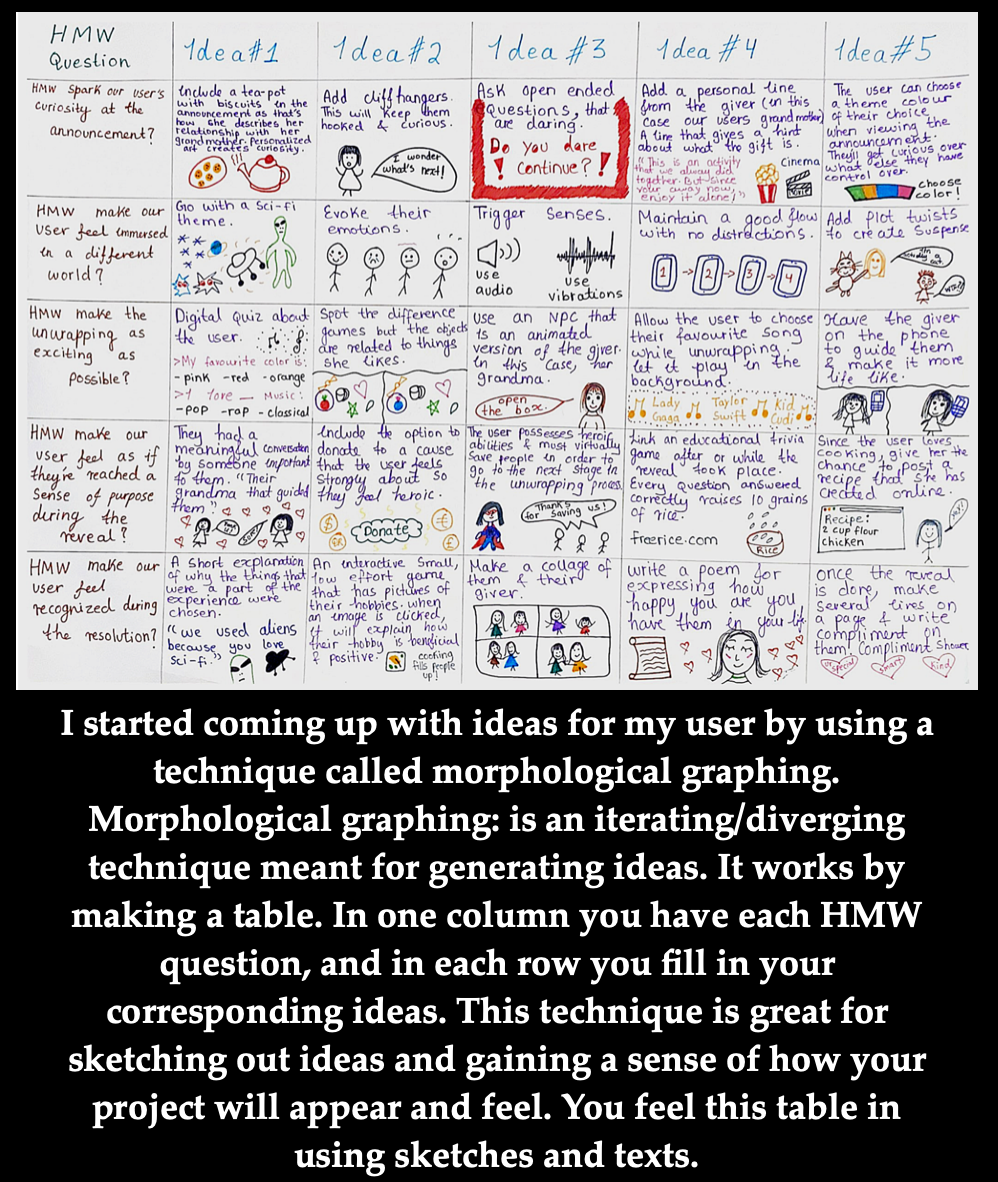 HMW Question
Idea #1
Idea #2
Idea #3
Idea #4
Idea #5
HMW spark our user's
curiosity at the
announcement?
Include a tea-pot
with biscuits in the
announcement as that's
how she describes her
relationship with her
grandmother. Personalized
art creates curiosity.
Add cliffhangers.
This will keep them
hooked & curious.
I wonder
what's next!
Ask open ended
questions, that
are daring.
Do you dare
! Continue? !
Add a personal line
from the giver (in this
case our users grandmother)
A line that gives a hint
about what the gift is.
"This is an activity
that we always did
together. But since
your away now,
enjoy it alone;"
Cinema
The user can choose
a theme colour
of their choice
when viewing the
announcement.
They'll get curious over
what else they have
control over.
choose
color!
HMW make our
user feel immersed
in a different
world?
Go with a sci-fi
theme.
Evoke their
emotions.
Trigger Senses.
use
audio
use
vibrations
Maintain a good flow
with no distractions.
1 → 2 → 3 → 4
Add plot twists
to create suspense
HMW make the
unwrapping as
exciting as
possible?
Digital Quiz about
the user.
>My favourite color is:
-pink -red -orange
>I love — Music:
-pop -rap -classical
Spot the difference
games but the objects
are related to things
she likes.
use an NPC that
is an animated
version of the giver.
In this case, her
grandma.
open
the box.
Allow the user to choose
their favourite song
while unwrapping.
let it play in the
background.
Lady
Gaga
Taylor
Swift
Kid
Cudi
Have the giver
on the phone
to guide them
& make it more
life like.
HMW make our
user feel as if
they're reached a
sense of purpose
during the
reveal?
They had a
meaningful conversation
by someone important
to them. "Their
grandma that guided
them"
Include the option to
donate to a cause
that the user feels
strongly about so
they feel heroic.
Donate
The user possesses heroify
abilities & must virtually
save people in order to
go to the next stage in
the unwrapping process.
Thanks
for saving us!
Link an educational trivia
game after or while the
reveal took place.
Every question answered
correctly raises 10 grains
of rice.
freerice.com
RICE
Since the user loves
cooking, give her the
chance to post a
recipe that she has
created online.
Recipe:
2 cup flour
chicken
yay!
HMW make our
user feel
recognized during
the resolution?
A short explanation
of why the things that
were a part of the
experience were
chosen.
"we used aliens
because you love
sci-fi."
An interactive small,
low effort game
that has pictures of
their hobbies. when
an image is clicked,
it will explain how
their hobby is beneficial
& positive.
cooking
fills people
up!
Make a collage of
them & their
giver.
write a poem for
expressing how
happy you are you
have them in your life.
once the reveal
is done, make
several lines on
a page & write
compliment on
them! Compliment Shower
special
smart
kind
I started coming up with ideas for my user by using a
technique called morphological graphing.
Morphological graphing: is an iterating/diverging
technique meant for generating ideas. It works by
making a table. In one column you have each HMW
question, and in each row you fill in your
corresponding ideas. This technique is great for
sketching out ideas and gaining a sense of how your
project will appear and feel. You feel this table in
using sketches and texts.